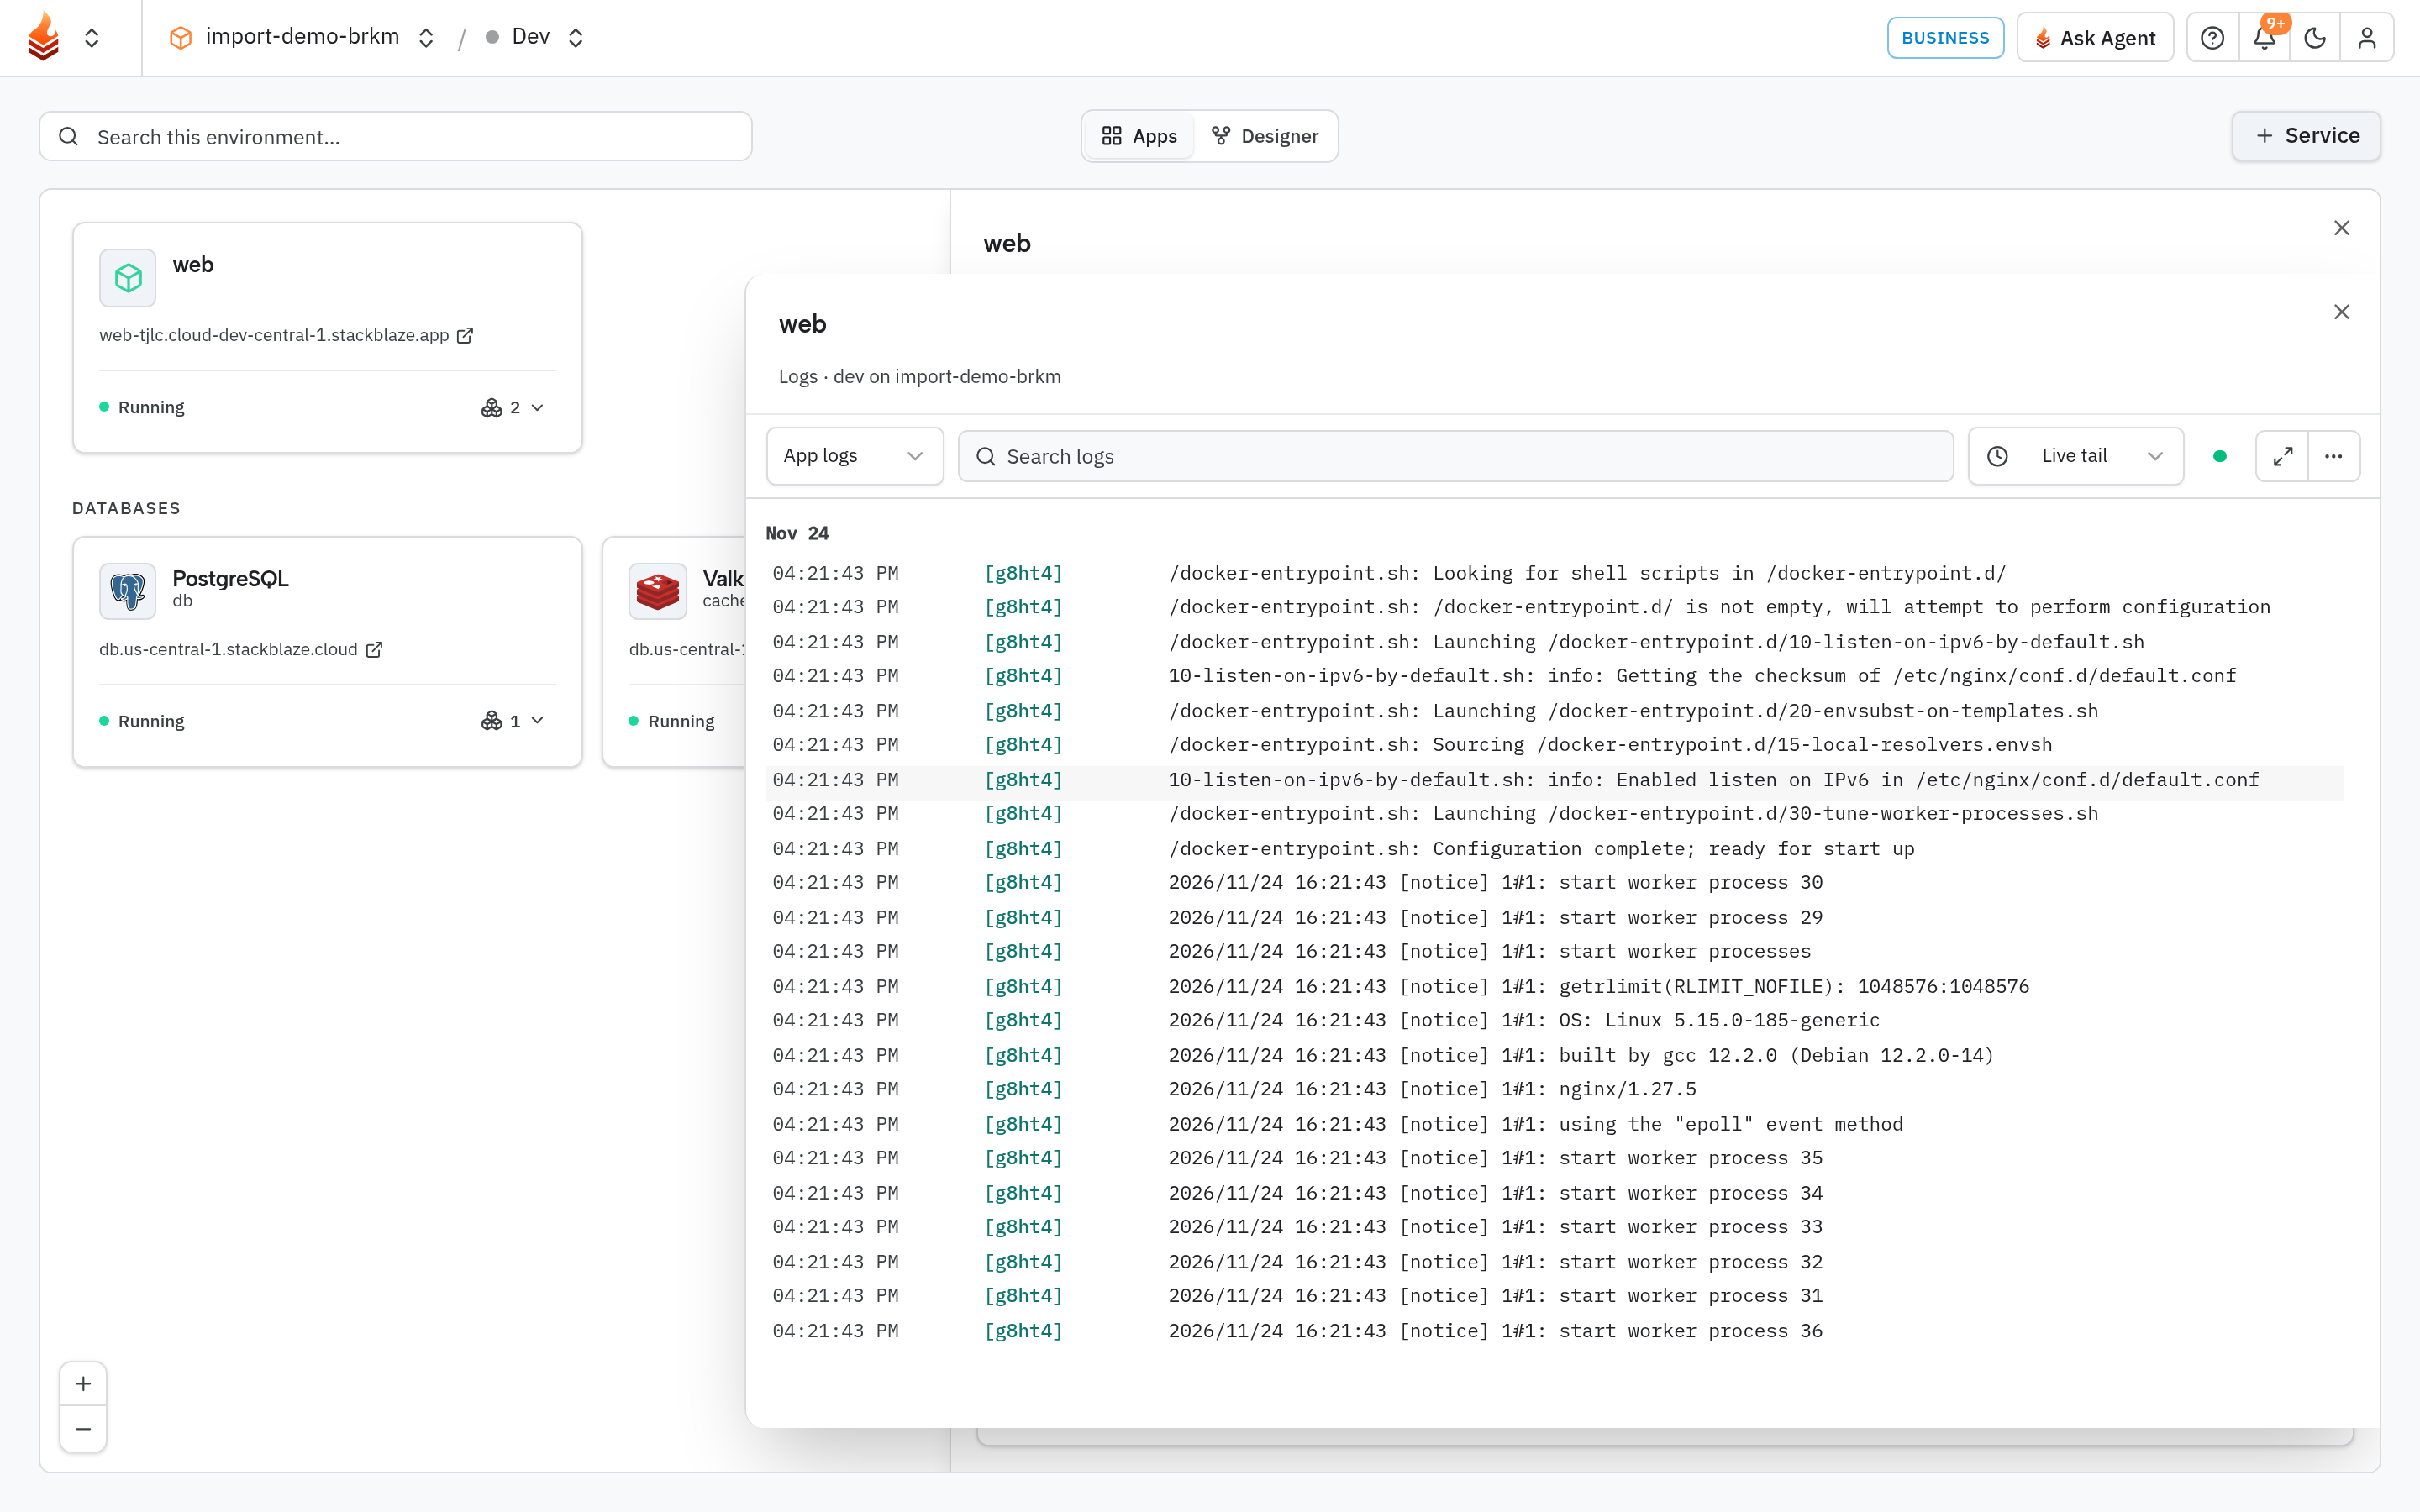 import-demo-brkm / Dev
BUSINESS
Ask Agent
9+
Search this environment...
Apps
Designer
+ Service
web
web-tjlc.cloud-dev-central-1.stackblaze.app
Running
2
DATABASES
PostgreSQL
db
db.us-central-1.stackblaze.cloud
Running
1
Valk
cache
db.us-central-1
Running
web
web
Logs · dev on import-demo-brkm
App logs
Search logs
Live tail
Nov 24
04:21:43 PM [g8ht4] /docker-entrypoint.sh: Looking for shell scripts in /docker-entrypoint.d/
04:21:43 PM [g8ht4] /docker-entrypoint.sh: /docker-entrypoint.d/ is not empty, will attempt to perform configuration
04:21:43 PM [g8ht4] /docker-entrypoint.sh: Launching /docker-entrypoint.d/10-listen-on-ipv6-by-default.sh
04:21:43 PM [g8ht4] 10-listen-on-ipv6-by-default.sh: info: Getting the checksum of /etc/nginx/conf.d/default.conf
04:21:43 PM [g8ht4] /docker-entrypoint.sh: Launching /docker-entrypoint.d/20-envsubst-on-templates.sh
04:21:43 PM [g8ht4] /docker-entrypoint.sh: Sourcing /docker-entrypoint.d/15-local-resolvers.envsh
04:21:43 PM [g8ht4] 10-listen-on-ipv6-by-default.sh: info: Enabled listen on IPv6 in /etc/nginx/conf.d/default.conf
04:21:43 PM [g8ht4] /docker-entrypoint.sh: Launching /docker-entrypoint.d/30-tune-worker-processes.sh
04:21:43 PM [g8ht4] /docker-entrypoint.sh: Configuration complete; ready for start up
04:21:43 PM [g8ht4] 2026/11/24 16:21:43 [notice] 1#1: start worker process 30
04:21:43 PM [g8ht4] 2026/11/24 16:21:43 [notice] 1#1: start worker process 29
04:21:43 PM [g8ht4] 2026/11/24 16:21:43 [notice] 1#1: start worker processes
04:21:43 PM [g8ht4] 2026/11/24 16:21:43 [notice] 1#1: getrlimit(RLIMIT_NOFILE): 1048576:1048576
04:21:43 PM [g8ht4] 2026/11/24 16:21:43 [notice] 1#1: OS: Linux 5.15.0-185-generic
04:21:43 PM [g8ht4] 2026/11/24 16:21:43 [notice] 1#1: built by gcc 12.2.0 (Debian 12.2.0-14)
04:21:43 PM [g8ht4] 2026/11/24 16:21:43 [notice] 1#1: nginx/1.27.5
04:21:43 PM [g8ht4] 2026/11/24 16:21:43 [notice] 1#1: using the "epoll" event method
04:21:43 PM [g8ht4] 2026/11/24 16:21:43 [notice] 1#1: start worker process 35
04:21:43 PM [g8ht4] 2026/11/24 16:21:43 [notice] 1#1: start worker process 34
04:21:43 PM [g8ht4] 2026/11/24 16:21:43 [notice] 1#1: start worker process 33
04:21:43 PM [g8ht4] 2026/11/24 16:21:43 [notice] 1#1: start worker process 32
04:21:43 PM [g8ht4] 2026/11/24 16:21:43 [notice] 1#1: start worker process 31
04:21:43 PM [g8ht4] 2026/11/24 16:21:43 [notice] 1#1: start worker process 36